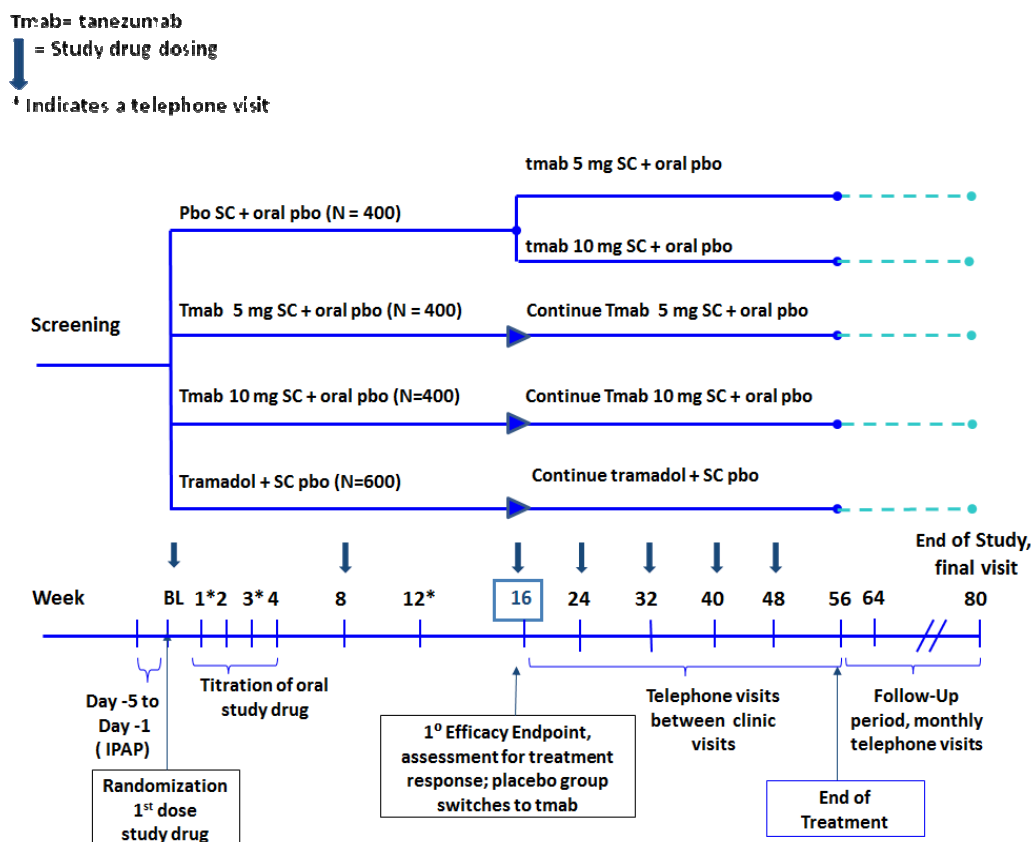 Tmab= tanezumab
= Study drug dosing
* Indicates a telephone visit
tmab 5 mg SC + oral pbo
Pbo SC + oral pbo (N = 400)
tmab 10 mg SC + oral pbo
Screening
Tmab 5 mg SC + oral pbo (N = 400)
Continue Tmab 5 mg SC + oral pbo
Tmab 10 mg SC + oral pbo (N=400)
Continue Tmab 10 mg SC + oral pbo
Tramadol + SC pbo (N=600)
Continue tramadol + SC pbo
End of Study,
final visit
Week BL 1* 2 3* 4 8 12* 16 24 32 40 48 56 64 80
Day -5 to
Day -1
( IPAP)
Titration of oral
study drug
Randomization
1st dose
study drug
1⁰ Efficacy Endpoint,
assessment for treatment
response; placebo group
switches to tmab
Telephone visits
between clinic
visits
End of
Treatment
Follow-Up
period, monthly
telephone visits